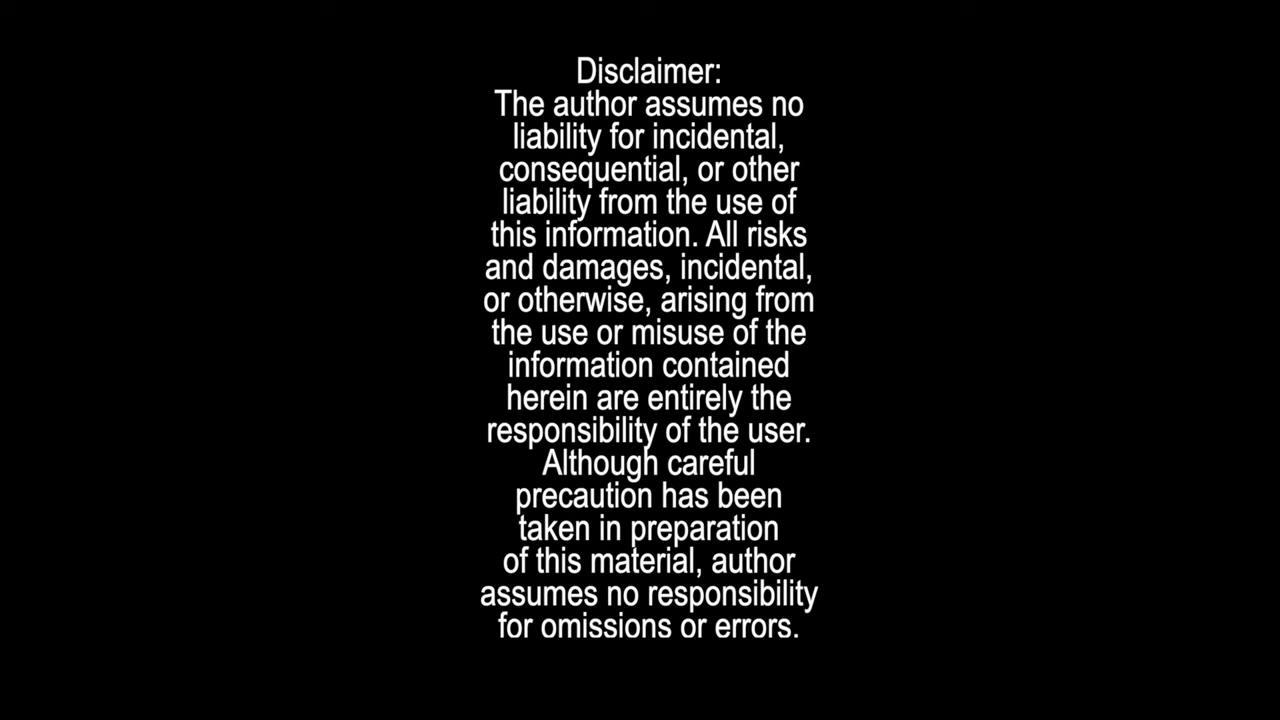 Disclaimer:
The author assumes no
liability for incidental,
consequential, or other
liability from the use of
this information. All risks
and damages, incidental,
or otherwise, arising from
the use or misuse of the
information contained
herein are entirely the
responsibility of the user.
Although careful
precaution has been
taken in preparation
of this material, author
assumes no responsibility
for omissions or errors.